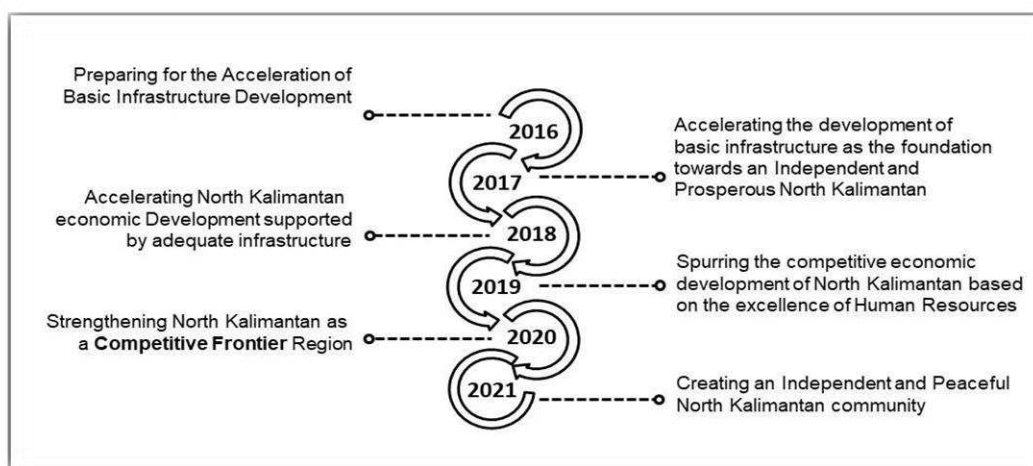 Preparing for the Acceleration of
Basic Infrastructure Development
2016
Accelerating the development of
basic infrastructure as the foundation
towards an Independent and
Prosperous North Kalimantan
2017
Accelerating North Kalimantan
economic Development supported
by adequate infrastructure
2018
Spurring the competitive economic
development of North Kalimantan based
on the excellence of Human Resources
2019
Strengthening North Kalimantan as
a Competitive Frontier Region
2020
Creating an Independent and Peaceful
North Kalimantan community
2021